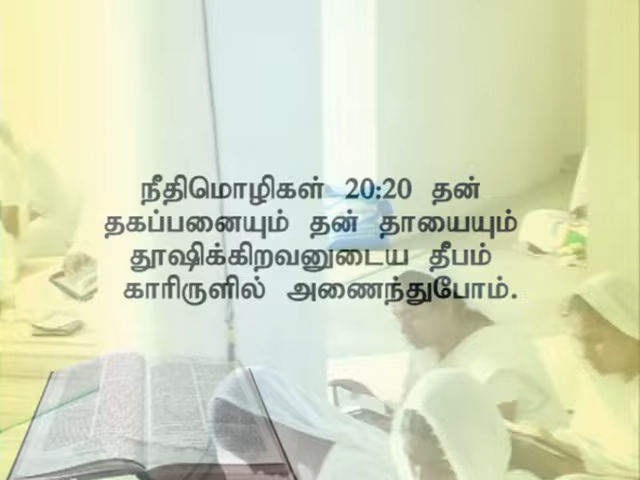 நீதிமொழிகள் 20:20 தன்
தகப்பனையும் தன் தாயையும்
தூஷிக்கிறவனுடைய தீபம்
காரிருளில் அணைந்துபோம்.